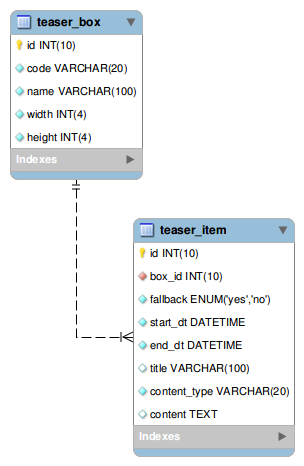 teaser_box
id INT(10)
code VARCHAR(20)
name VARCHAR(100)
width INT(4)
height INT(4)
Indexes
teaser_item
id INT(10)
box_id INT(10)
fallback ENUM('yes','no')
start_dt DATETIME
end_dt DATETIME
title VARCHAR(100)
content_type VARCHAR(20)
content TEXT
Indexes